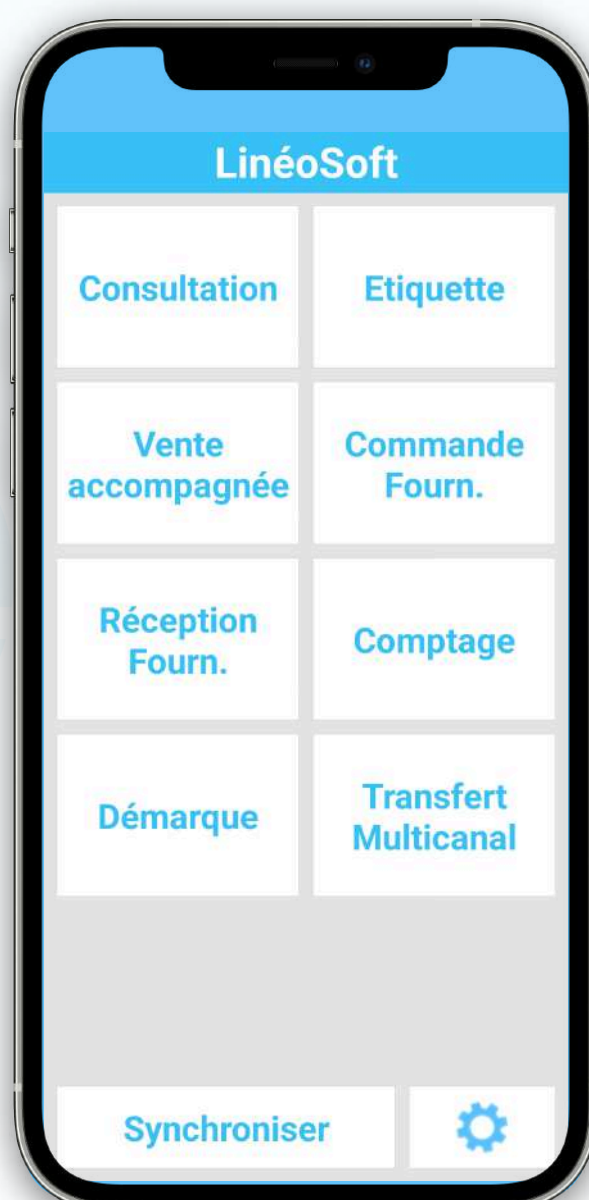 LinéoSoft
Consultation
Etiquette
Vente
accompagnée
Commande
Fourn.
Réception
Fourn.
Comptage
Démarque
Transfert
Multicanal
Synchroniser